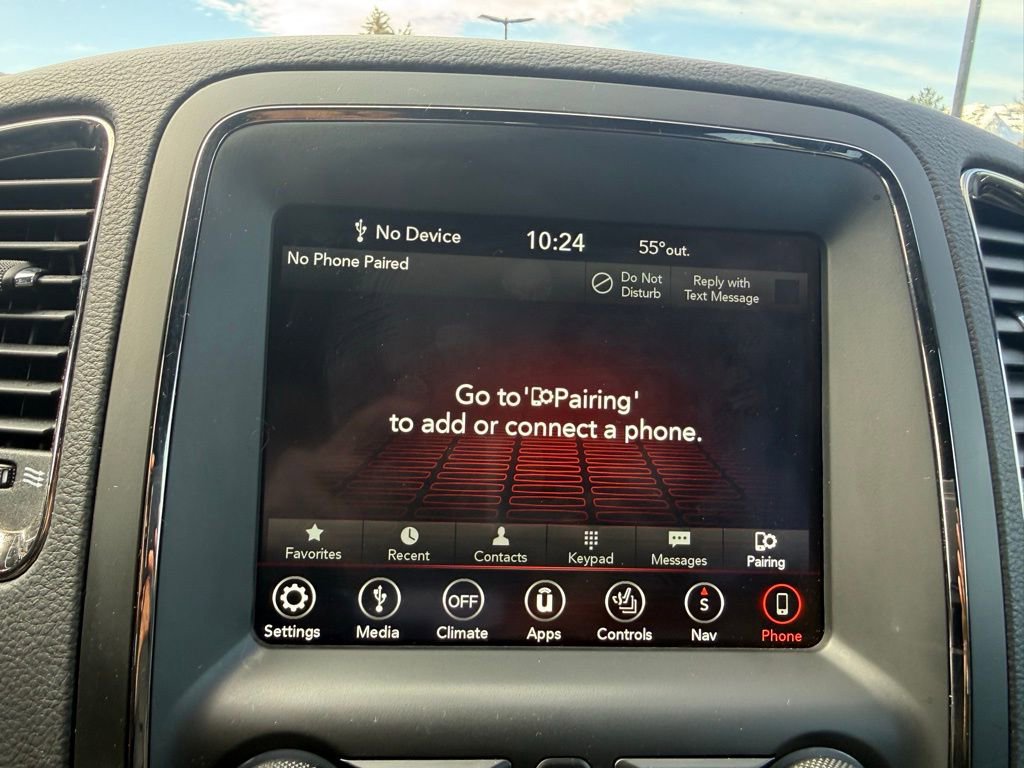 No Device 10:24 55°out.
No Phone Paired
Do Not
Disturb
Reply with
Text Message
Go to 'Pairing'
to add or connect a phone.
Favorites Recent Contacts Keypad Messages Pairing
OFF u S
Settings Media Climate Apps Controls Nav Phone